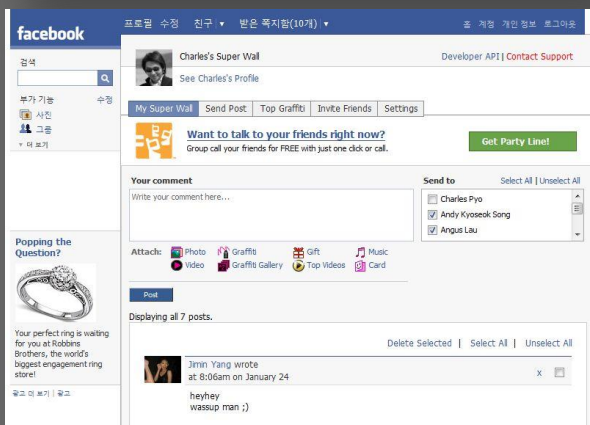 facebook
프로필 수정 친구 ▾ 받은 쪽지함(10개) ▾
홈 계정 개인 정보 로그아웃
검색
부가 기능 수정
사진
그룹
▾ 더 보기
Popping the
Question?
Your perfect ring is waiting
for you at Robbins
Brothers, the world's
biggest engagement ring
store!
광고 더 보기 | 광고
Charles's Super Wall
Developer API | Contact Support
See Charles's Profile
My Super Wall Send Post Top Graffiti Invite Friends Settings
Want to talk to your friends right now?
Group call your friends for FREE with just one click or call.
Get Party Line!
Your comment
Write your comment here...
Send to Select All | Unselect All
Charles Pyo
Andy Kyoseok Song
Angus Lau
Attach: Photo Graffiti Gift Music
Video Graffiti Gallery Top Videos Card
Post
Displaying all 7 posts.
Delete Selected | Select All | Unselect All
Jimin Yang wrote
at 8:06am on January 24
x
heyhey
wassup man ;)